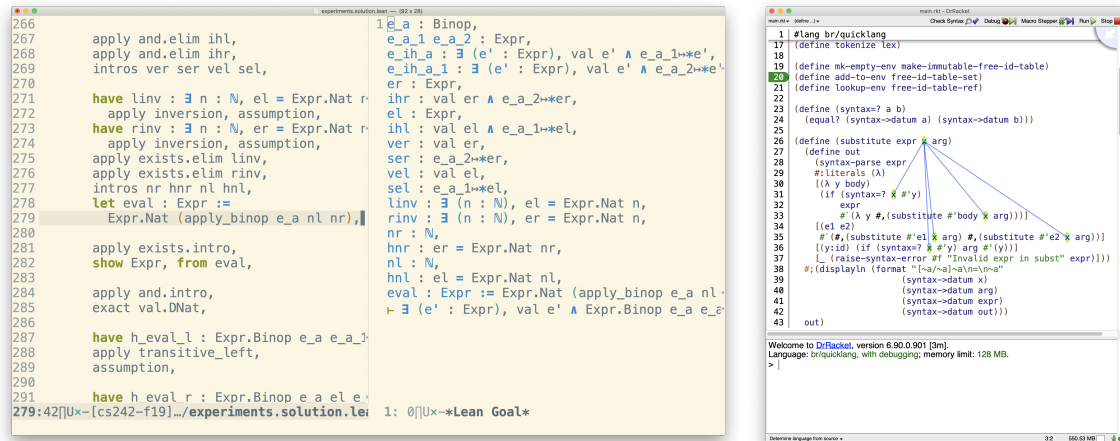 experiments.solution.lean — (92 x 28)
266
267 apply and.elim ihl,
268 apply and.elim ihr,
269 intros ver ser vel sel,
270
271 have linv : ∃ n : ℕ, el = Expr.Nat
272 apply inversion, assumption,
273 have rinv : ∃ n : ℕ, er = Expr.Nat
274 apply inversion, assumption,
275 apply exists.elim linv,
276 apply exists.elim rinv,
277 intros nr hnr nl hnl,
278 let eval : Expr :=
279 Expr.Nat (apply_binop e_a nl nr),
280
281 apply exists.intro,
282 show Expr, from eval,
283
284 apply and.intro,
285 exact val.DNat,
286
287 have h_eval_l : Expr.Binop e_a e_a_1
288 apply transitive_left,
289 assumption,
290
291 have h_eval_r : Expr.Binop e_a el e
279:42∏U×-[cs242-f19]…/experiments.solution.lea
1 e_a : Binop,
e_a_1 e_a_2 : Expr,
e_ih_a : ∃ (e' : Expr), val e' ∧ e_a_1↦*e',
e_ih_a_1 : ∃ (e' : Expr), val e' ∧ e_a_2↦*e'
er : Expr,
ihr : val er ∧ e_a_2↦*er,
el : Expr,
ihl : val el ∧ e_a_1↦*el,
ver : val er,
ser : e_a_2↦*er,
vel : val el,
sel : e_a_1↦*el,
linv : ∃ (n : ℕ), el = Expr.Nat n,
rinv : ∃ (n : ℕ), er = Expr.Nat n,
nr : ℕ,
hnr : er = Expr.Nat nr,
nl : ℕ,
hnl : el = Expr.Nat nl,
eval : Expr := Expr.Nat (apply_binop e_a nl
⊢ ∃ (e' : Expr), val e' ∧ Expr.Binop e_a e_a
1: 0∏U×-*Lean Goal*
main.rkt - DrRacket
main.rkt (define ...) Check Syntax Debug Macro Stepper Run Stop
1 #lang br/quicklang
17 (define tokenize lex)
18
19 (define mk-empty-env make-immutable-free-id-table)
20 (define add-to-env free-id-table-set)
21 (define lookup-env free-id-table-ref)
22
23 (define (syntax=? a b)
24 (equal? (syntax->datum a) (syntax->datum b)))
25
26 (define (substitute expr x arg)
27 (define out
28 (syntax-parse expr
29 #:literals (λ)
30 [(λ y body)
31 (if (syntax=? x #'y)
32 expr
33 #`(λ y #,(substitute #'body x arg)))]
34 [(e1 e2)
35 #`(#,(substitute #'e1 x arg) #,(substitute #'e2 x arg))]
36 [(y:id) (if (syntax=? x #'y) arg #'(y))]
37 [_ (raise-syntax-error #f "Invalid expr in subst" expr)]))
38 #;(displayln (format "[~a/~a]~a\n=\n~a"
39 (syntax->datum x)
40 (syntax->datum arg)
41 (syntax->datum expr)
42 (syntax->datum out)))
43 out)
Welcome to DrRacket, version 6.90.0.901 [3m].
Language: br/quicklang, with debugging; memory limit: 128 MB.
>
Determine language from source 3:2 550.53 MB